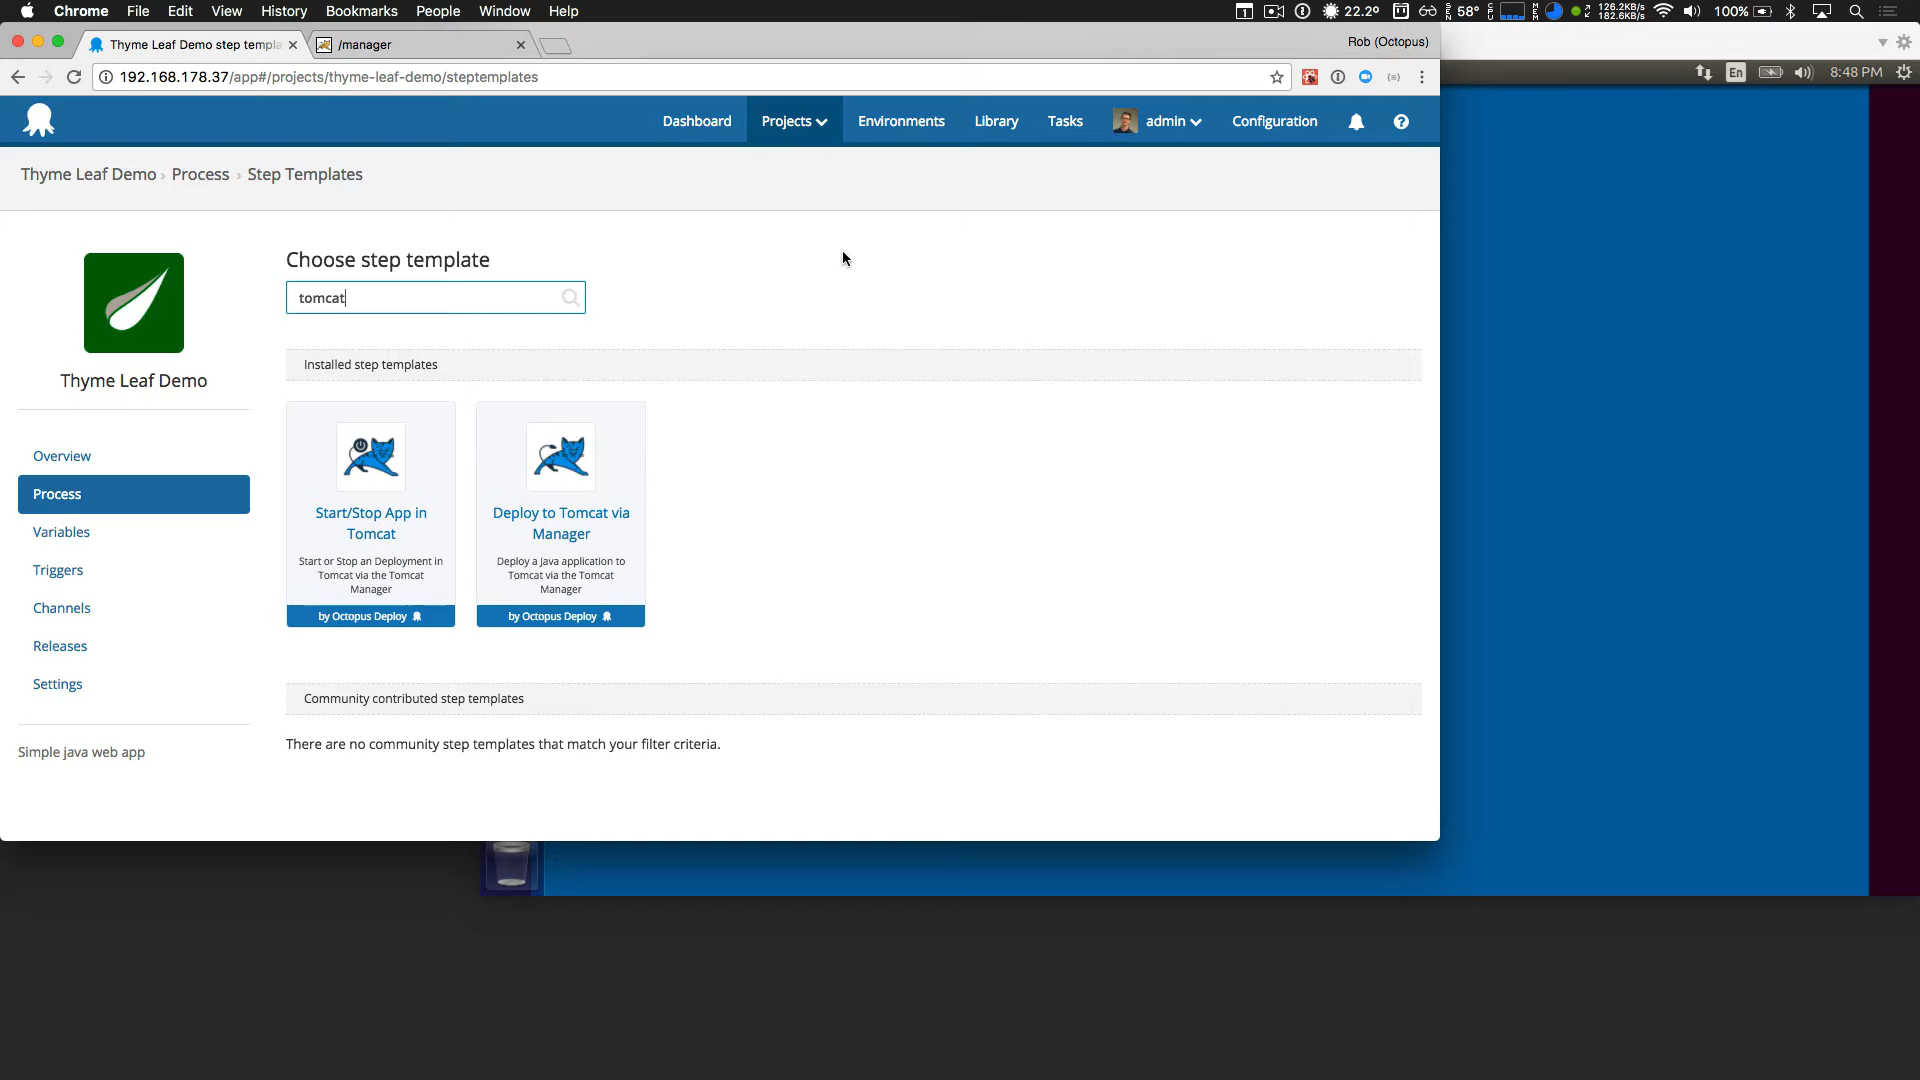 Chrome File Edit View History Bookmarks People Window Help
22.2° 58° 126.2KB/s 100%
182.6KB/s
Thyme Leaf Demo step templa
/manager
Rob (Octopus)
192.168.178.37/app#/projects/thyme-leaf-demo/steptemplates
En 8:48 PM
Dashboard Projects Environments Library Tasks admin Configuration
Thyme Leaf Demo › Process › Step Templates
Choose step template
tomcat
Installed step templates
Thyme Leaf Demo
Overview
Process
Variables
Triggers
Channels
Releases
Settings
Simple java web app
Start/Stop App in
Tomcat
Start or Stop an Deployment in
Tomcat via the Tomcat
Manager
by Octopus Deploy
Deploy to Tomcat via
Manager
Deploy a Java application to
Tomcat via the Tomcat
Manager
by Octopus Deploy
Community contributed step templates
There are no community step templates that match your filter criteria.